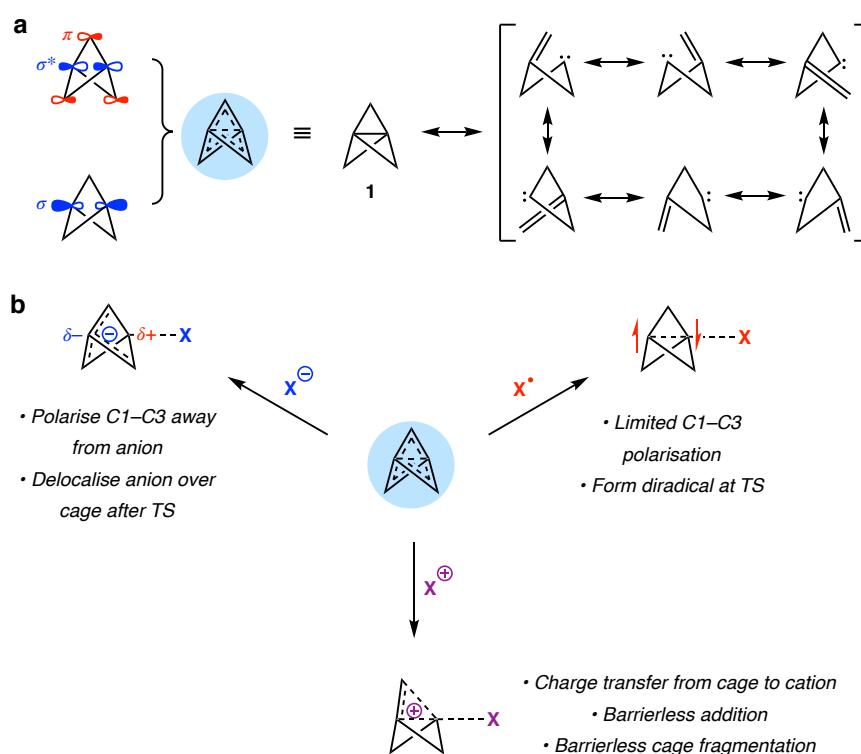 a
π
σ*
σ
≡
1
b
δ– ⊖ δ+ X
X⊖
X•
X
• Polarise C1–C3 away
from anion
• Delocalise anion over
cage after TS
• Limited C1–C3
polarisation
• Form diradical at TS
X⊕
⊕ X
• Charge transfer from cage to cation
• Barrierless addition
• Barrierless cage fragmentation